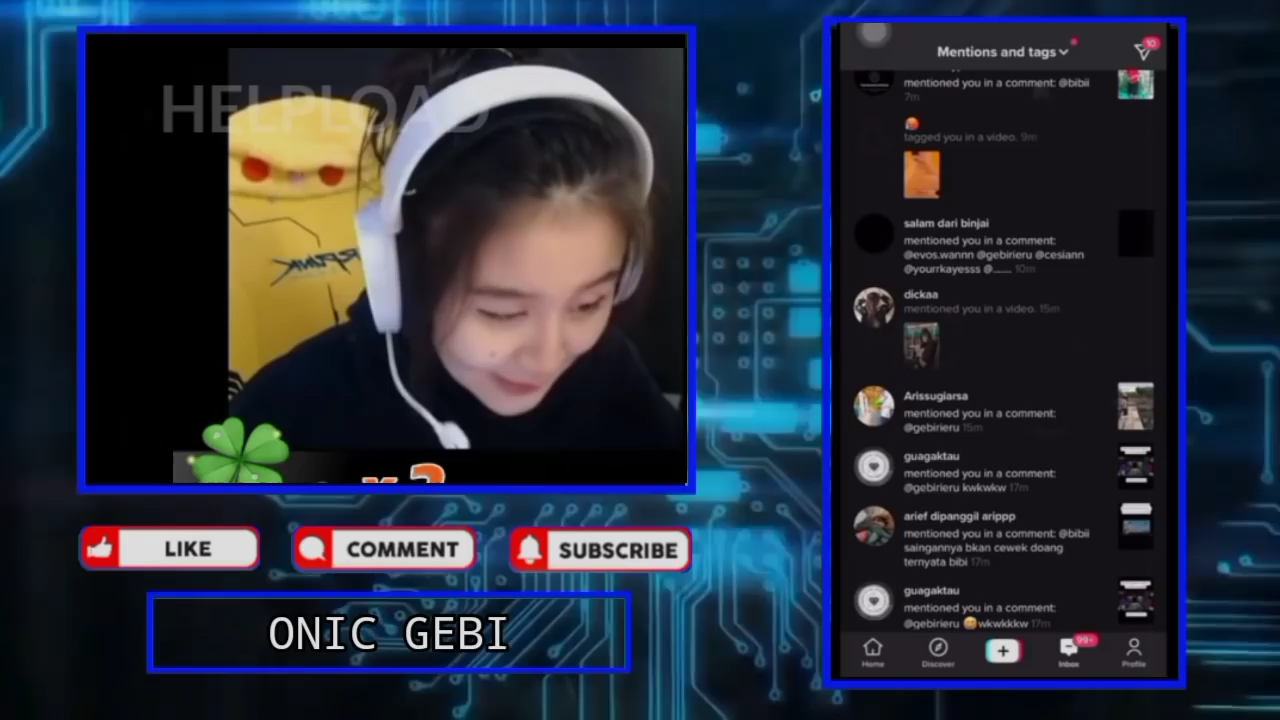 HELPLOAD
x 2
LIKE
COMMENT
SUBSCRIBE
ONIC GEBI
Mentions and tags
10
mentioned you in a comment: @bibii
7m
tagged you in a video. 9m
salam dari binjai
mentioned you in a comment:
@evos.wannn @gebirieru @cesiann
@yourrkayesss @...... 10m
dickaa
mentioned you in a video. 15m
Arissugiarsa
mentioned you in a comment:
@gebirieru 15m
guagaktau
mentioned you in a comment:
@gebirieru kwkwkw 17m
arief dipanggil arippp
mentioned you in a comment: @bibii
saingannya bkan cewek doang
ternyata bibi 17m
guagaktau
mentioned you in a comment:
@gebirieru 😅wkwkkkw 17m
99+
Home
Discover
Inbox
Profile